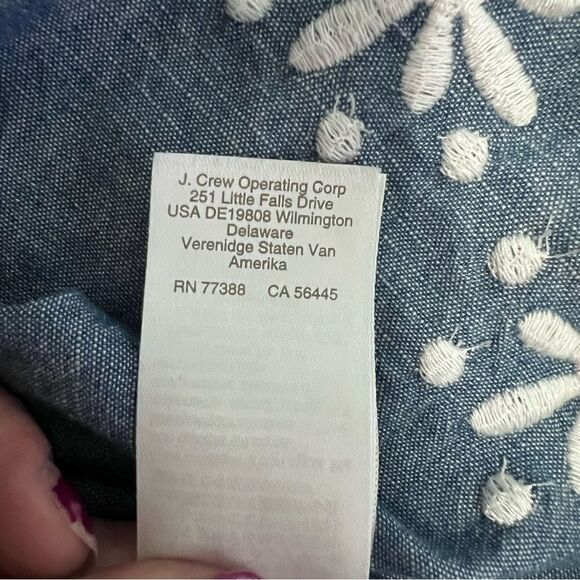 J. Crew Operating Corp
251 Little Falls Drive
USA DE19808 Wilmington
Delaware
Verenidge Staten Van
Amerika
RN 77388 CA 56445